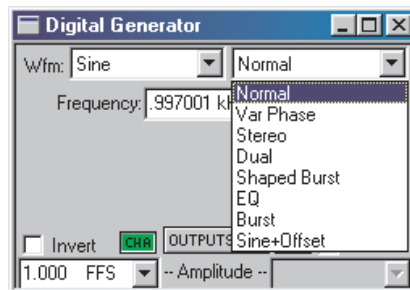 Digital Generator
Wfm: Sine Normal
Frequency: .997001 kH
Normal
Var Phase
Stereo
Dual
Shaped Burst
EQ
Burst
Sine+Offset
Invert CHA OUTPUTS
1.000 FFS -- Amplitude --